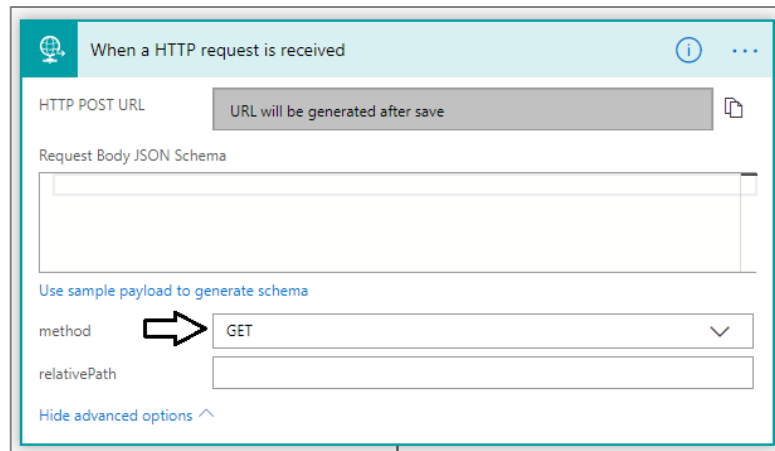 When a HTTP request is received
HTTP POST URL
URL will be generated after save
Request Body JSON Schema
Use sample payload to generate schema
method
GET
relativePath
Hide advanced options